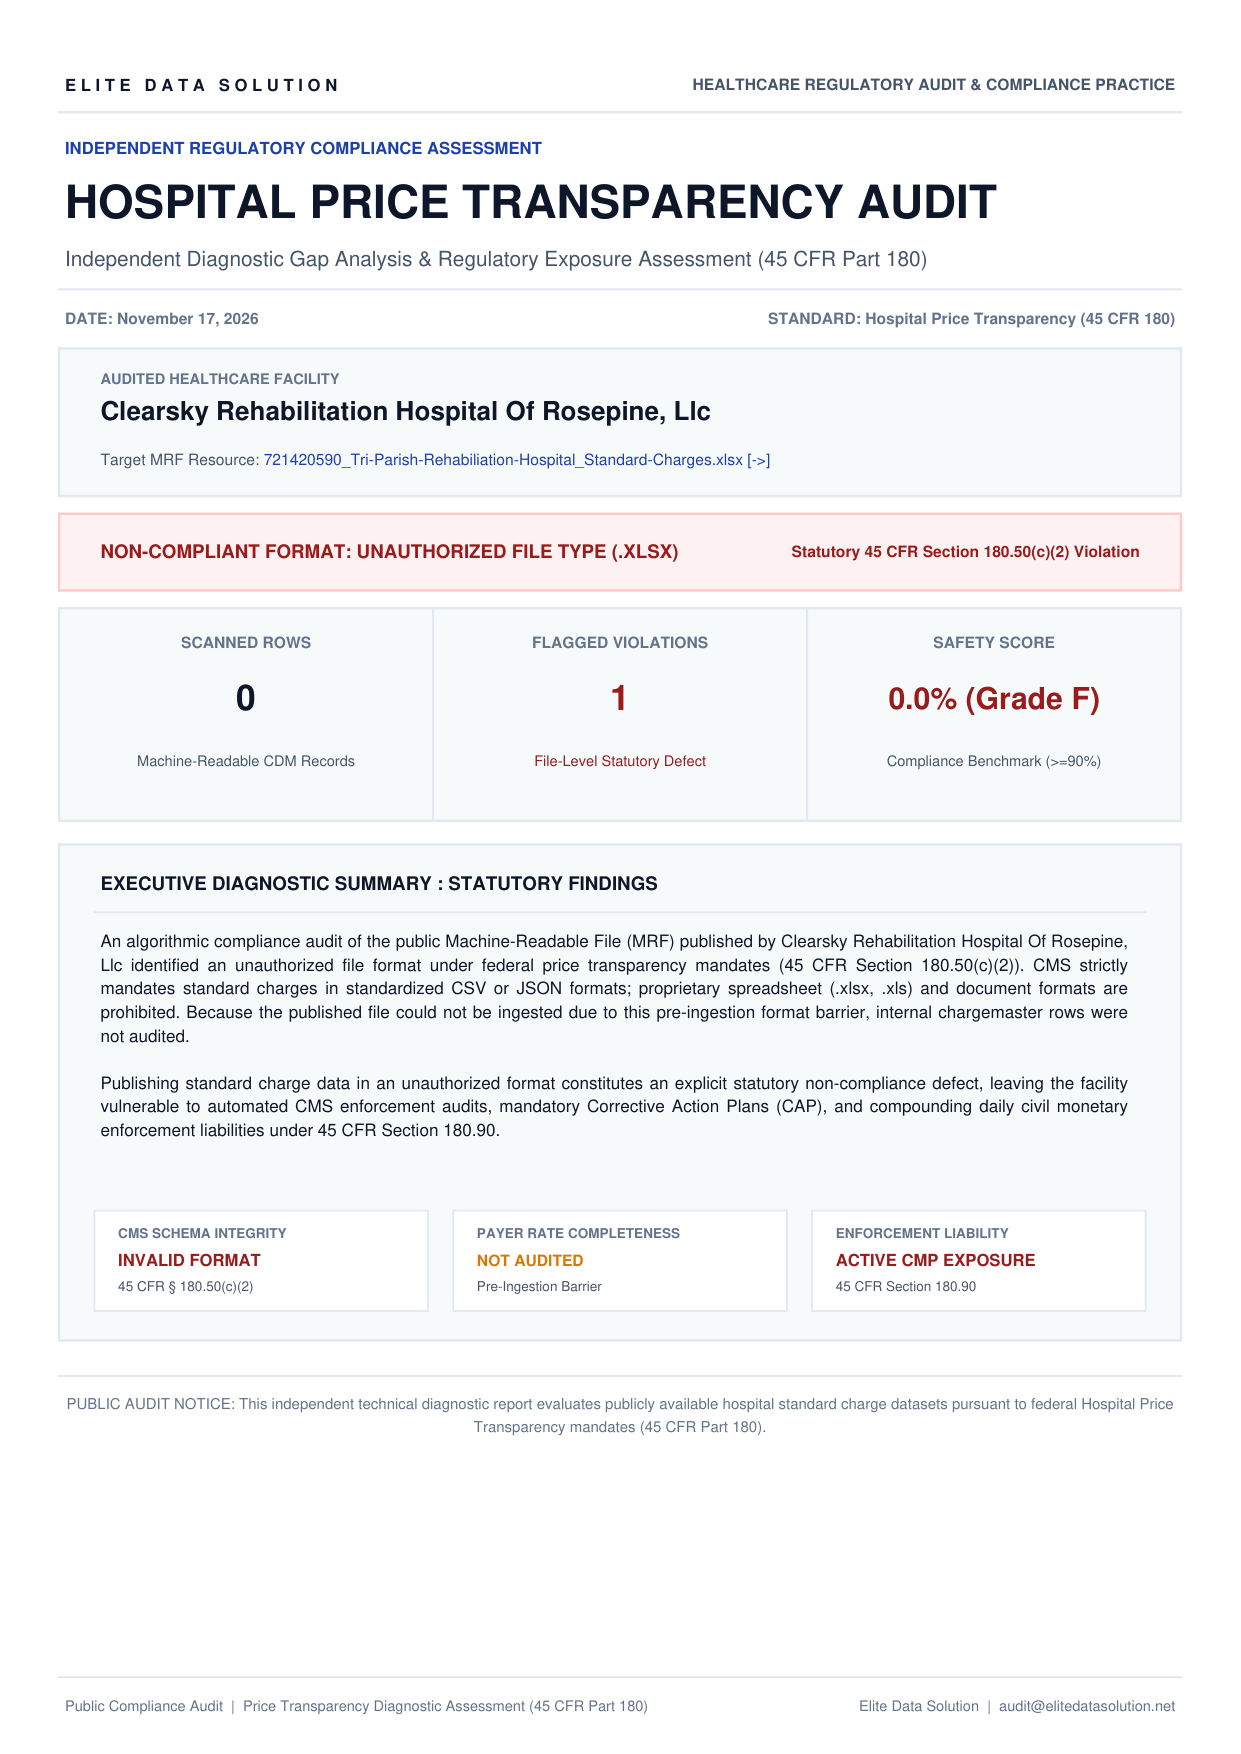 ELITE DATA SOLUTION
HEALTHCARE REGULATORY AUDIT & COMPLIANCE PRACTICE
INDEPENDENT REGULATORY COMPLIANCE ASSESSMENT
HOSPITAL PRICE TRANSPARENCY AUDIT
Independent Diagnostic Gap Analysis & Regulatory Exposure Assessment (45 CFR Part 180)
DATE: November 17, 2026
STANDARD: Hospital Price Transparency (45 CFR 180)
AUDITED HEALTHCARE FACILITY
Clearsky Rehabilitation Hospital Of Rosepine, Llc
Target MRF Resource: 721420590_Tri-Parish-Rehabiliation-Hospital_Standard-Charges.xlsx [->]
NON-COMPLIANT FORMAT: UNAUTHORIZED FILE TYPE (.XLSX)
Statutory 45 CFR Section 180.50(c)(2) Violation
SCANNED ROWS
0
Machine-Readable CDM Records
FLAGGED VIOLATIONS
1
File-Level Statutory Defect
SAFETY SCORE
0.0% (Grade F)
Compliance Benchmark (>=90%)
EXECUTIVE DIAGNOSTIC SUMMARY : STATUTORY FINDINGS
An algorithmic compliance audit of the public Machine-Readable File (MRF) published by Clearsky Rehabilitation Hospital Of Rosepine,
Llc identified an unauthorized file format under federal price transparency mandates (45 CFR Section 180.50(c)(2)). CMS strictly
mandates standard charges in standardized CSV or JSON formats; proprietary spreadsheet (.xlsx, .xls) and document formats are
prohibited. Because the published file could not be ingested due to this pre-ingestion format barrier, internal chargemaster rows were
not audited.
Publishing standard charge data in an unauthorized format constitutes an explicit statutory non-compliance defect, leaving the facility
vulnerable to automated CMS enforcement audits, mandatory Corrective Action Plans (CAP), and compounding daily civil monetary
enforcement liabilities under 45 CFR Section 180.90.
CMS SCHEMA INTEGRITY
INVALID FORMAT
45 CFR § 180.50(c)(2)
PAYER RATE COMPLETENESS
NOT AUDITED
Pre-Ingestion Barrier
ENFORCEMENT LIABILITY
ACTIVE CMP EXPOSURE
45 CFR Section 180.90
PUBLIC AUDIT NOTICE: This independent technical diagnostic report evaluates publicly available hospital standard charge datasets pursuant to federal Hospital Price
Transparency mandates (45 CFR Part 180).
Public Compliance Audit | Price Transparency Diagnostic Assessment (45 CFR Part 180)
Elite Data Solution | audit@elitedatasolution.net